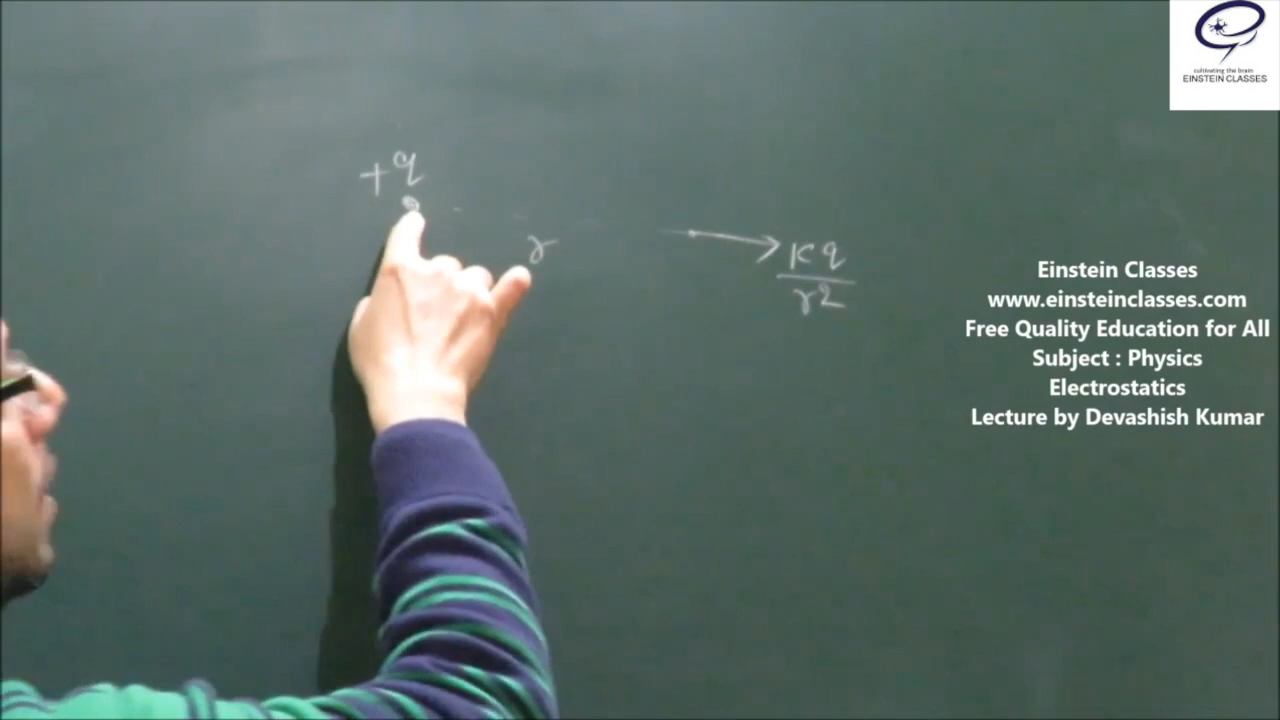 cultivating the brain
EINSTEIN CLASSES
+q
r
Kq
r2
Einstein Classes
www.einsteinclasses.com
Free Quality Education for All
Subject : Physics
Electrostatics
Lecture by Devashish Kumar